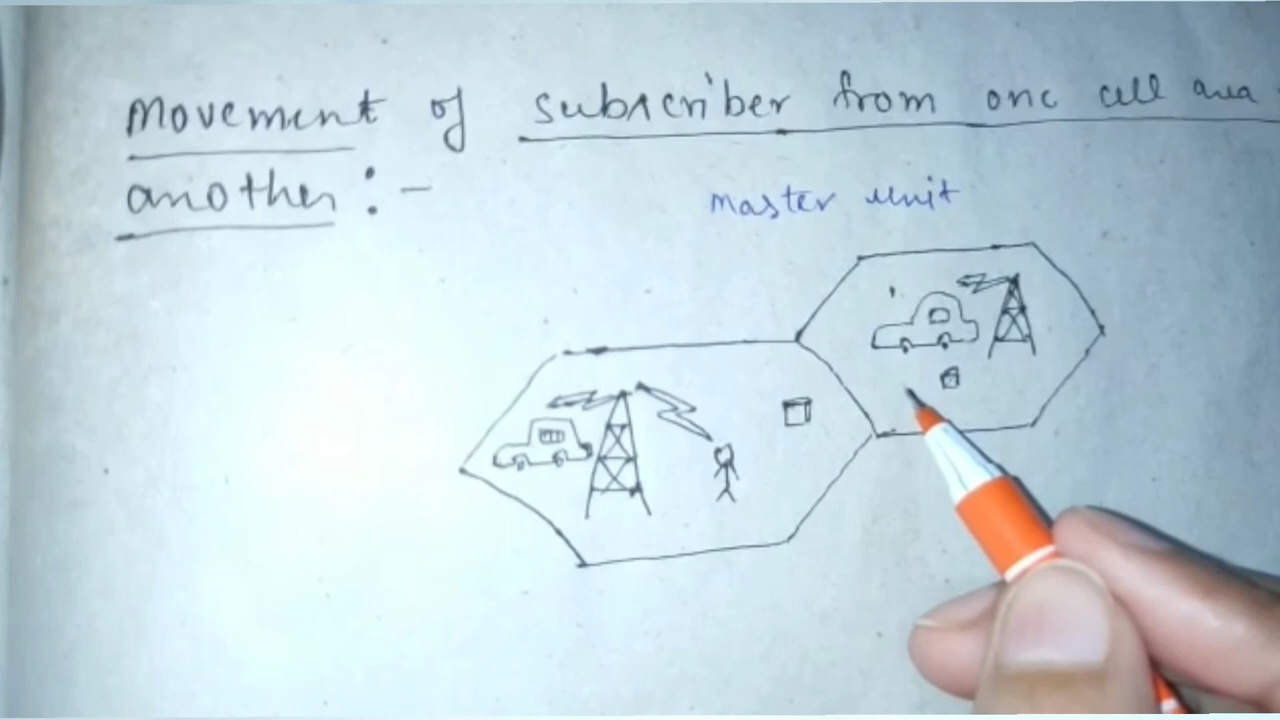 Movement of subscriber from one cell area
another :-
master unit